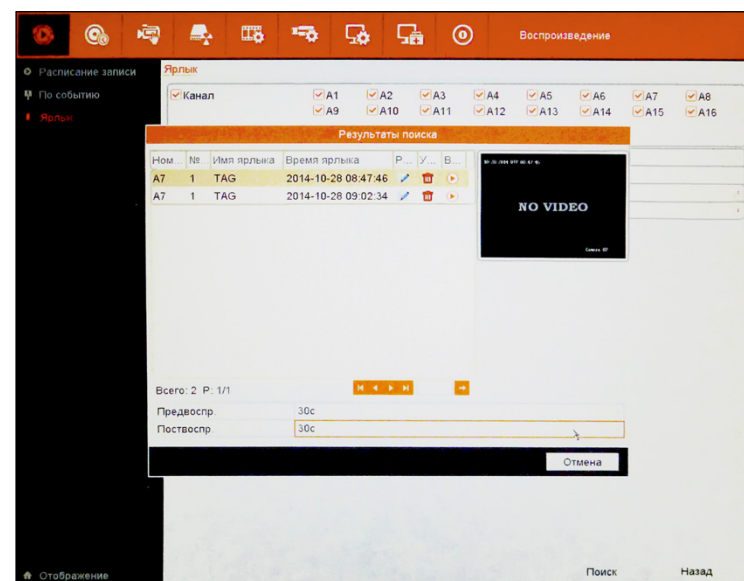 Воспроизведение
Расписание записи
По событию
Ярлык
Ярлык
Канал
A1 A2 A3 A4 A5 A6 A7 A8
A9 A10 A11 A12 A13 A14 A15 A16
Результаты поиска
Ном... №... Имя ярлыка Время ярлыка Р... У... В...
A7 1 TAG 2014-10-28 08:47:46
A7 1 TAG 2014-10-28 09:02:34
NO VIDEO
Камера 07
Всего: 2 P: 1/1
Предвоспр. 30с
Поствоспр. 30с
Отмена
Поиск Назад
Отображение